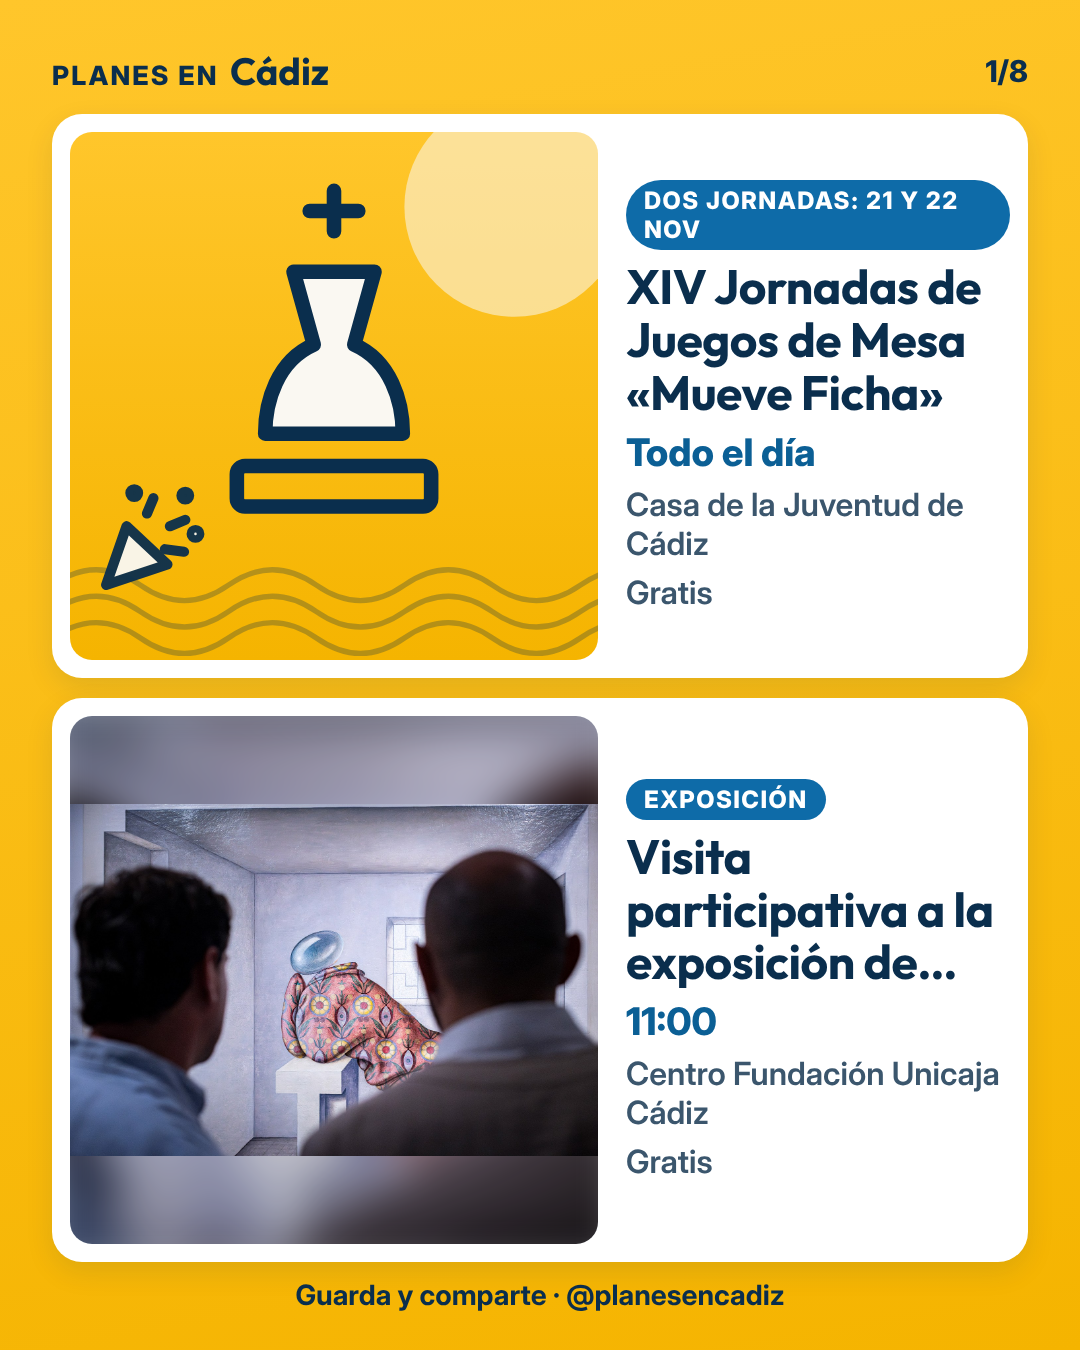 PLANES EN Cádiz
1/8
DOS JORNADAS: 21 Y 22
NOV
XIV Jornadas de
Juegos de Mesa
«Mueve Ficha»
Todo el día
Casa de la Juventud de
Cádiz
Gratis
EXPOSICIÓN
Visita
participativa a la
exposición de...
11:00
Centro Fundación Unicaja
Cádiz
Gratis
Guarda y comparte · @planesencadiz